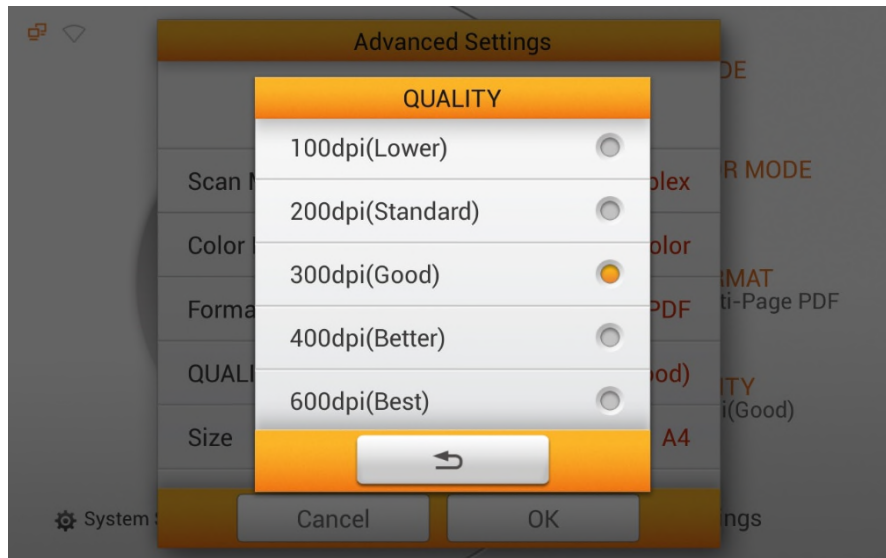 Advanced Settings
DE
QUALITY
100dpi(Lower)
Scan
plex
R MODE
200dpi(Standard)
Color
olor
300dpi(Good)
RMAT
Forma
PDF
ti-Page PDF
400dpi(Better)
QUALI
ood)
ITY
600dpi(Best)
i(Good)
Size
A4
System
Cancel
OK
ngs